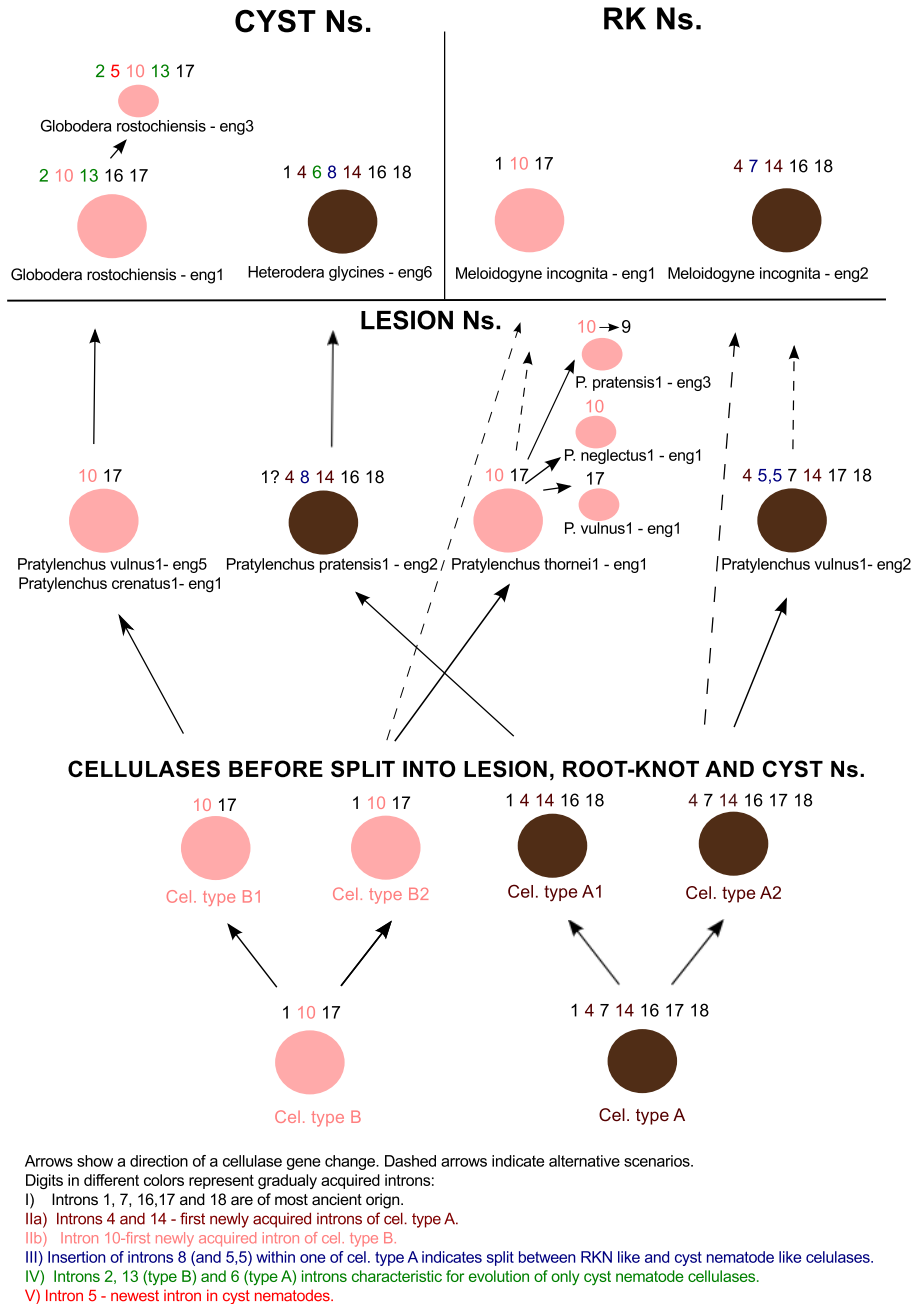 CYST Ns.
RK Ns.
2 5 10 13 17
Globodera rostochiensis - eng3
2 10 13 16 17
1 4 6 8 14 16 18
1 10 17
4 7 14 16 18
Globodera rostochiensis - eng1
Heterodera glycines - eng6
Meloidogyne incognita - eng1
Meloidogyne incognita - eng2
LESION Ns.
10 9
P. pratensis1 - eng3
10
P. neglectus1 - eng1
17
P. vulnus1 - eng1
10 17
1? 4 8 14 16 18
10 17
4 5,5 7 14 17 18
Pratylenchus vulnus1- eng5
Pratylenchus crenatus1- eng1
Pratylenchus pratensis1 - eng2
Pratylenchus thornei1 - eng1
Pratylenchus vulnus1- eng2
CELLULASES BEFORE SPLIT INTO LESION, ROOT-KNOT AND CYST Ns.
10 17
1 10 17
1 4 14 16 18
4 7 14 16 17 18
Cel. type B1
Cel. type B2
Cel. type A1
Cel. type A2
1 10 17
1 4 7 14 16 17 18
Cel. type B
Cel. type A
Arrows show a direction of a cellulase gene change. Dashed arrows indicate alternative scenarios.
Digits in different colors represent gradualy acquired introns:
I) Introns 1, 7, 16,17 and 18 are of most ancient orign.
IIa) Introns 4 and 14 - first newly acquired introns of cel. type A.
IIb) Intron 10-first newly acquired intron of cel. type B.
III) Insertion of introns 8 (and 5,5) within one of cel. type A indicates split between RKN like and cyst nematode like celulases.
IV) Introns 2, 13 (type B) and 6 (type A) introns characteristic for evolution of only cyst nematode cellulases.
V) Intron 5 - newest intron in cyst nematodes.